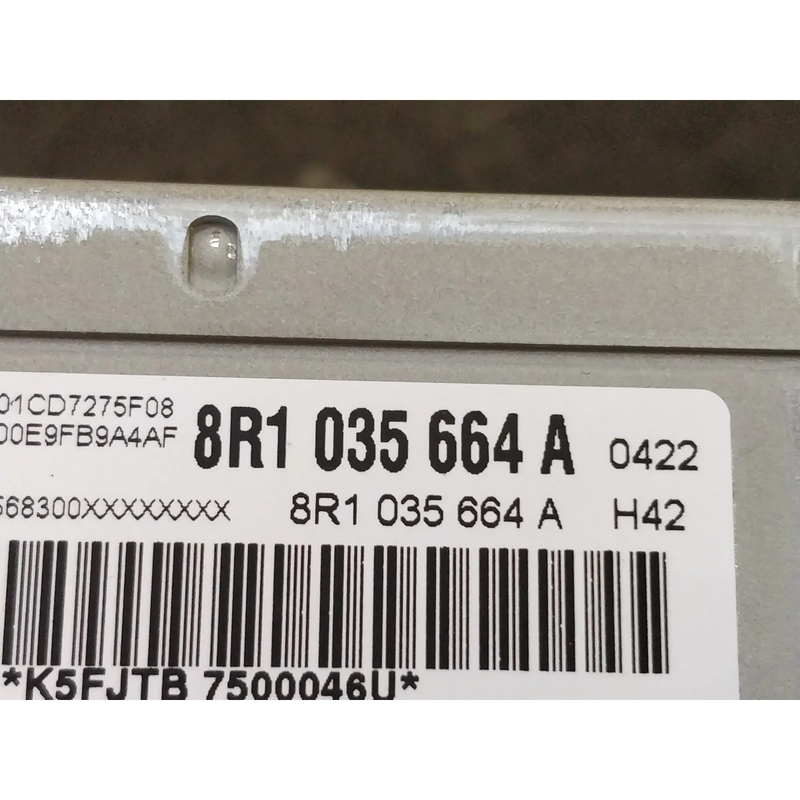 01CD7275F08
00E9FB9A4AF 8R1 035 664 A 0422
568300XXXXXXXX 8R1 035 664 A H42
*K5FJTB 7500046U*